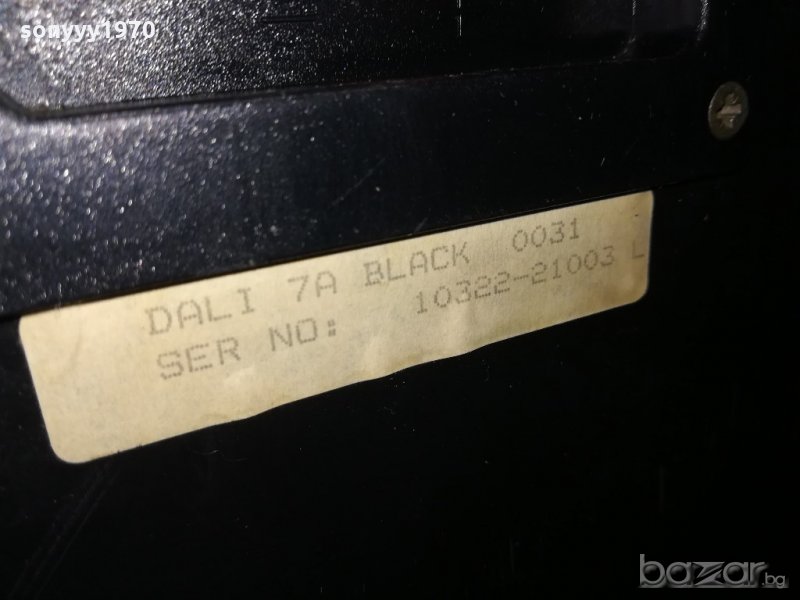 sonyyy1970
DALI 7A BLACK 0031
SER NO: 10322-21003 L
bazar.bg